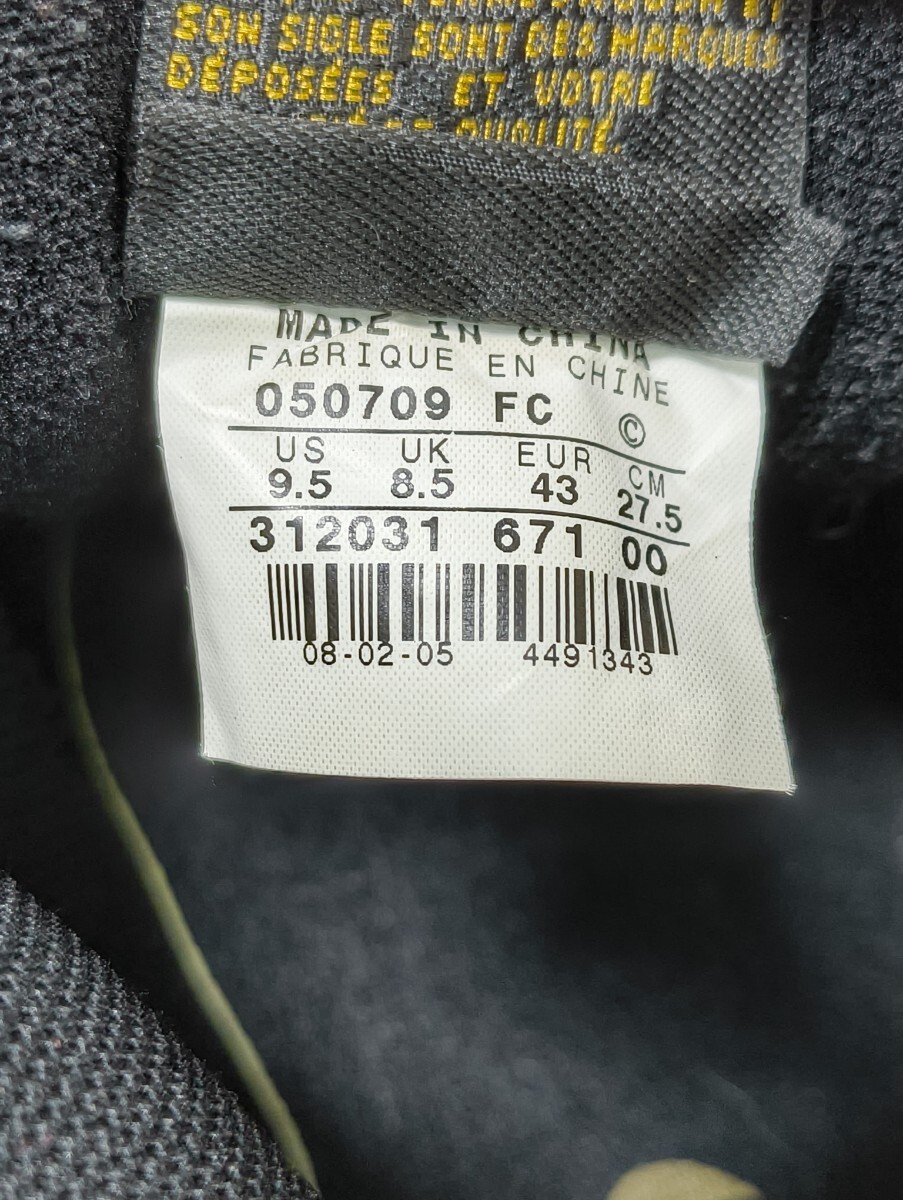 SON SIGLE SONT DES MARQUES
DÉPOSÉES ET VOTRE
QUALITÉ.
MADE IN CHINA
FABRIQUE EN CHINE
050709 FC ©
US UK EUR CM
9.5 8.5 43 27.5
312031 671 00
08-02-05 4491343